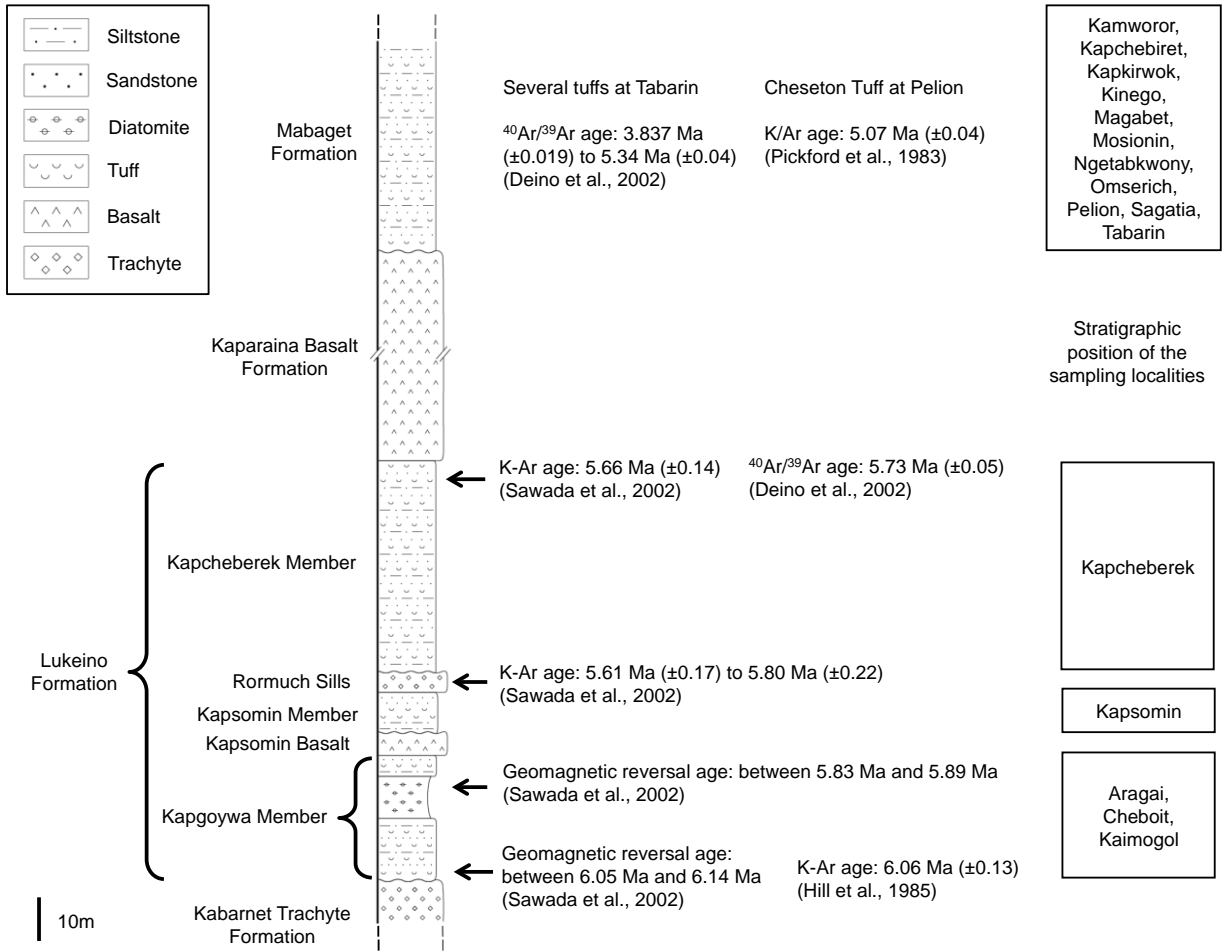 Siltstone
Sandstone
Diatomite
Tuff
Basalt
Trachyte
Mabaget
Formation
Several tuffs at Tabarin
⁴⁰Ar/³⁹Ar age: 3.837 Ma
(±0.019) to 5.34 Ma (±0.04)
(Deino et al., 2002)
Cheseton Tuff at Pelion
K/Ar age: 5.07 Ma (±0.04)
(Pickford et al., 1983)
Kamworor,
Kapchebiret,
Kapkirwok,
Kinego,
Magabet,
Mosionin,
Ngetabkwony,
Omserich,
Pelion, Sagatia,
Tabarin
Kaparaina Basalt
Formation
Stratigraphic
position of the
sampling localities
K-Ar age: 5.66 Ma (±0.14)
(Sawada et al., 2002)
⁴⁰Ar/³⁹Ar age: 5.73 Ma (±0.05)
(Deino et al., 2002)
Kapcheberek Member
Kapcheberek
Lukeino
Formation
Rormuch Sills
K-Ar age: 5.61 Ma (±0.17) to 5.80 Ma (±0.22)
(Sawada et al., 2002)
Kapsomin Member
Kapsomin
Kapsomin Basalt
Geomagnetic reversal age: between 5.83 Ma and 5.89 Ma
(Sawada et al., 2002)
Kapgoywa Member
Aragai,
Cheboit,
Kaimogol
Geomagnetic reversal age:
between 6.05 Ma and 6.14 Ma
(Sawada et al., 2002)
K-Ar age: 6.06 Ma (±0.13)
(Hill et al., 1985)
Kabarnet Trachyte
Formation
10m